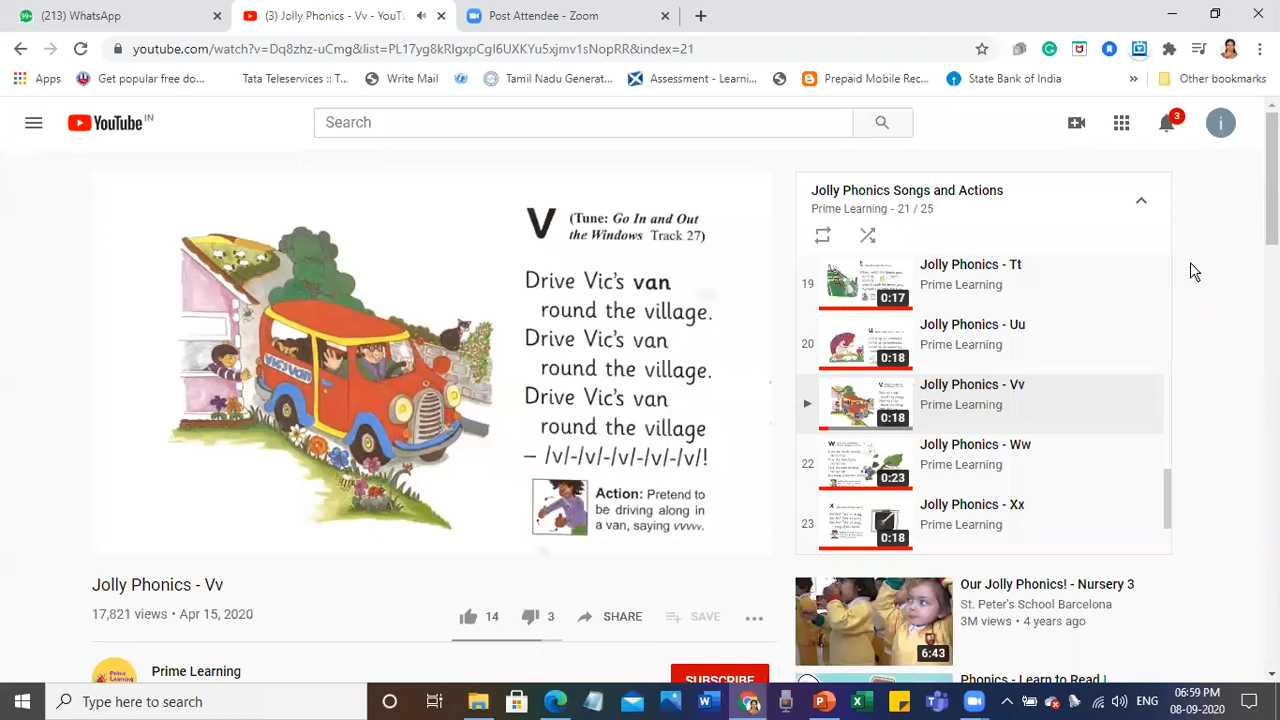 (213) WhatsApp
(3) Jolly Phonics - Vv - YouT
Post Attendee - Zoom
youtube.com/watch?v=Dq8zhz-uCmg&list=PL17yg8RlgxpCgl6UXKYu5xjmv1sNopRR&index=21
Apps
Get popular free do...
Tata Teleservices ::. T...
Write Mail
Tamil Nadu Generat...
Assessment - Learni...
Prepaid Mobile Rec...
State Bank of India
»
Other bookmarks
YouTube IN
Search
3
i
V (Tune: Go In and Out
the Windows Track 27)
Drive Vic's van
round the village.
Drive Vic's van
round the village.
Drive Vic's van
round the village
– /v/-/v/-/v/-/v/-/v/!
Action: Pretend to
be driving along in
a van, saying vvvv.
Jolly Phonics Songs and Actions
Prime Learning - 21 / 25
19
0:17
Jolly Phonics - Tt
Prime Learning
20
0:18
Jolly Phonics - Uu
Prime Learning
0:18
Jolly Phonics - Vv
Prime Learning
22
0:23
Jolly Phonics - Ww
Prime Learning
23
0:18
Jolly Phonics - Xx
Prime Learning
Jolly Phonics - Vv
17,821 views • Apr 15, 2020
14
3
SHARE
SAVE
Prime Learning
SUBSCRIBE
6:43
Our Jolly Phonics! - Nursery 3
St. Peter's School Barcelona
3M views • 4 years ago
Phonics - Learn to Read |
Type here to search
ENG
06:59 PM
08-09-2020